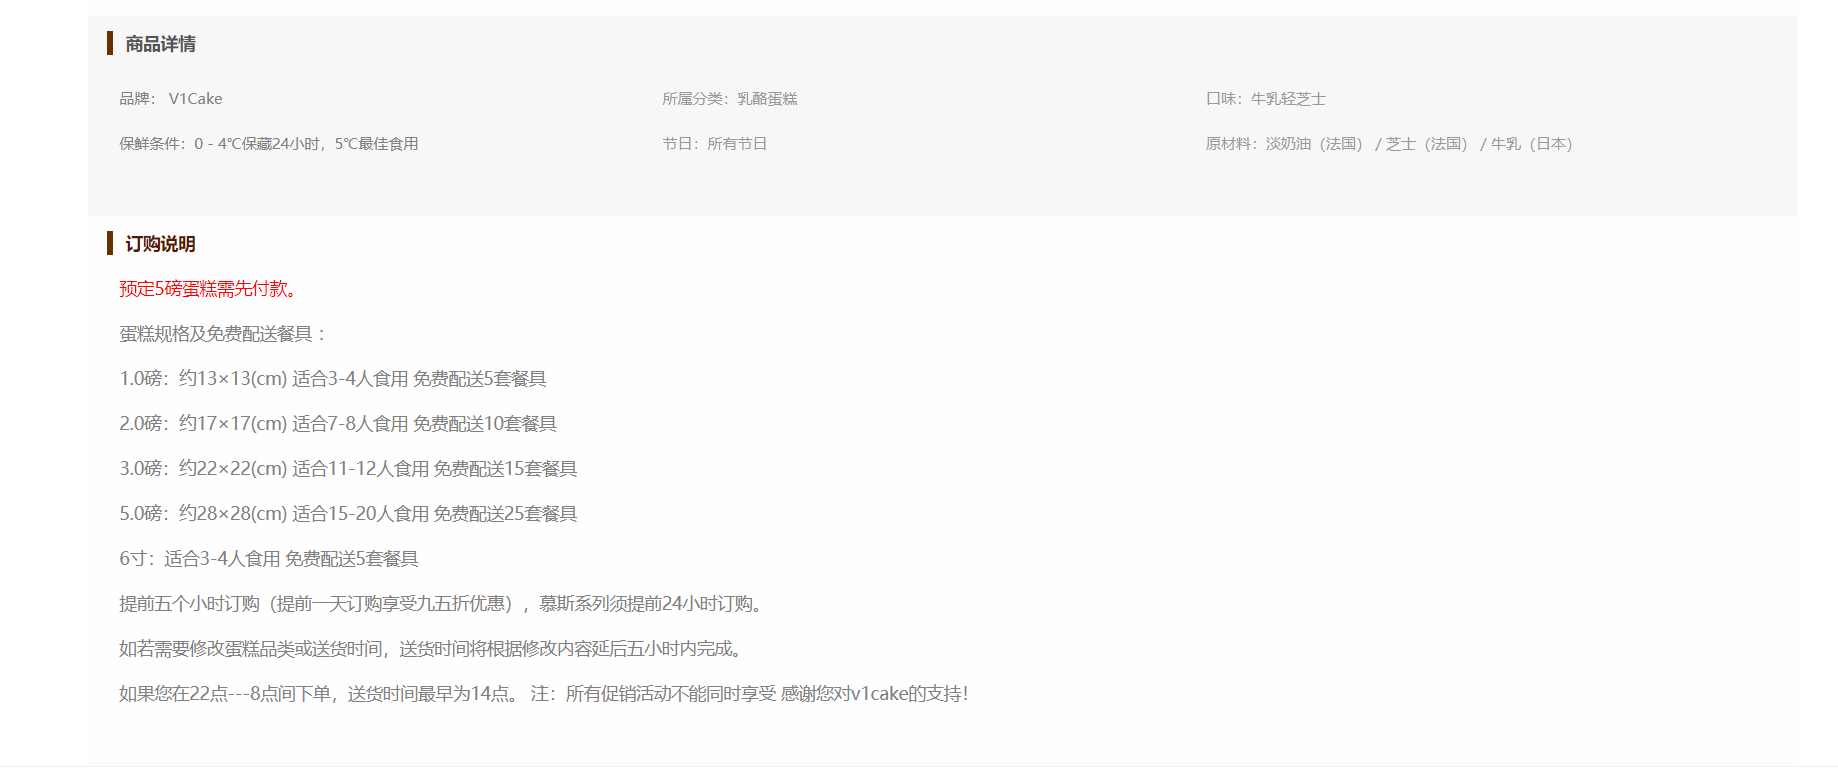 商品详情
品牌： V1Cake 所属分类：乳酪蛋糕 口味：牛乳轻芝士
保鲜条件：0 - 4℃保藏24小时，5℃最佳食用 节日：所有节日 原材料：淡奶油（法国） / 芝士（法国） / 牛乳（日本）
订购说明
预定5磅蛋糕需先付款。
蛋糕规格及免费配送餐具 :
1.0磅：约13×13(cm) 适合3-4人食用 免费配送5套餐具
2.0磅：约17×17(cm) 适合7-8人食用 免费配送10套餐具
3.0磅：约22×22(cm) 适合11-12人食用 免费配送15套餐具
5.0磅：约28×28(cm) 适合15-20人食用 免费配送25套餐具
6寸：适合3-4人食用 免费配送5套餐具
提前五个小时订购（提前一天订购享受九五折优惠），慕斯系列须提前24小时订购。
如若需要修改蛋糕品类或送货时间，送货时间将根据修改内容延后五小时内完成。
如果您在22点---8点间下单，送货时间最早为14点。 注：所有促销活动不能同时享受 感谢您对v1cake的支持！